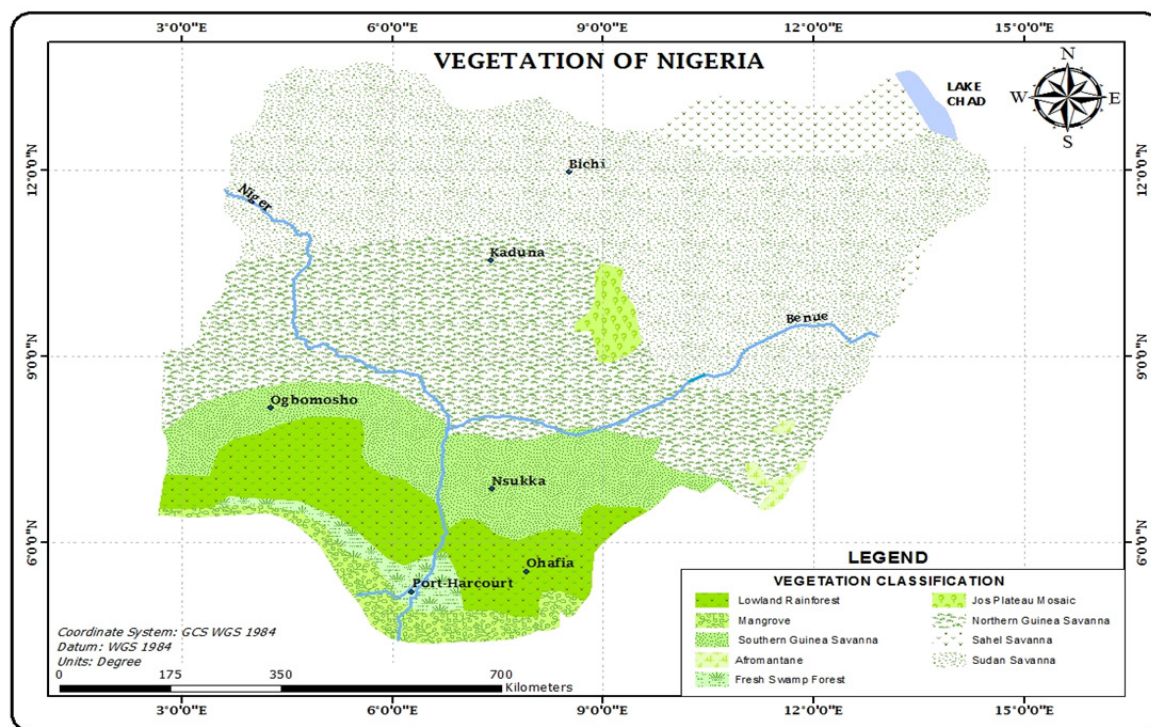 3°0'0"E 6°0'0"E 9°0'0"E 12°0'0"E 15°0'0"E
VEGETATION OF NIGERIA
N
W E
S
LAKE
CHAD
12°0'0"N 12°0'0"N
Bichi
Niger
Kaduna
Benue
9°0'0"N 9°0'0"N
Ogbomosho
Nsukka
6°0'0"N 6°0'0"N
Ohafia
Port-Harcourt
LEGEND
VEGETATION CLASSIFICATION
Lowland Rainforest
Mangrove
Southern Guinea Savanna
Afromantane
Fresh Swamp Forest
Jos Plateau Mosaic
Northern Guinea Savanna
Sahel Savanna
Sudan Savanna
Coordinate System: GCS WGS 1984
Datum: WGS 1984
Units: Degree
0 175 350 700
Kilometers
3°0'0"E 6°0'0"E 9°0'0"E 12°0'0"E 15°0'0"E